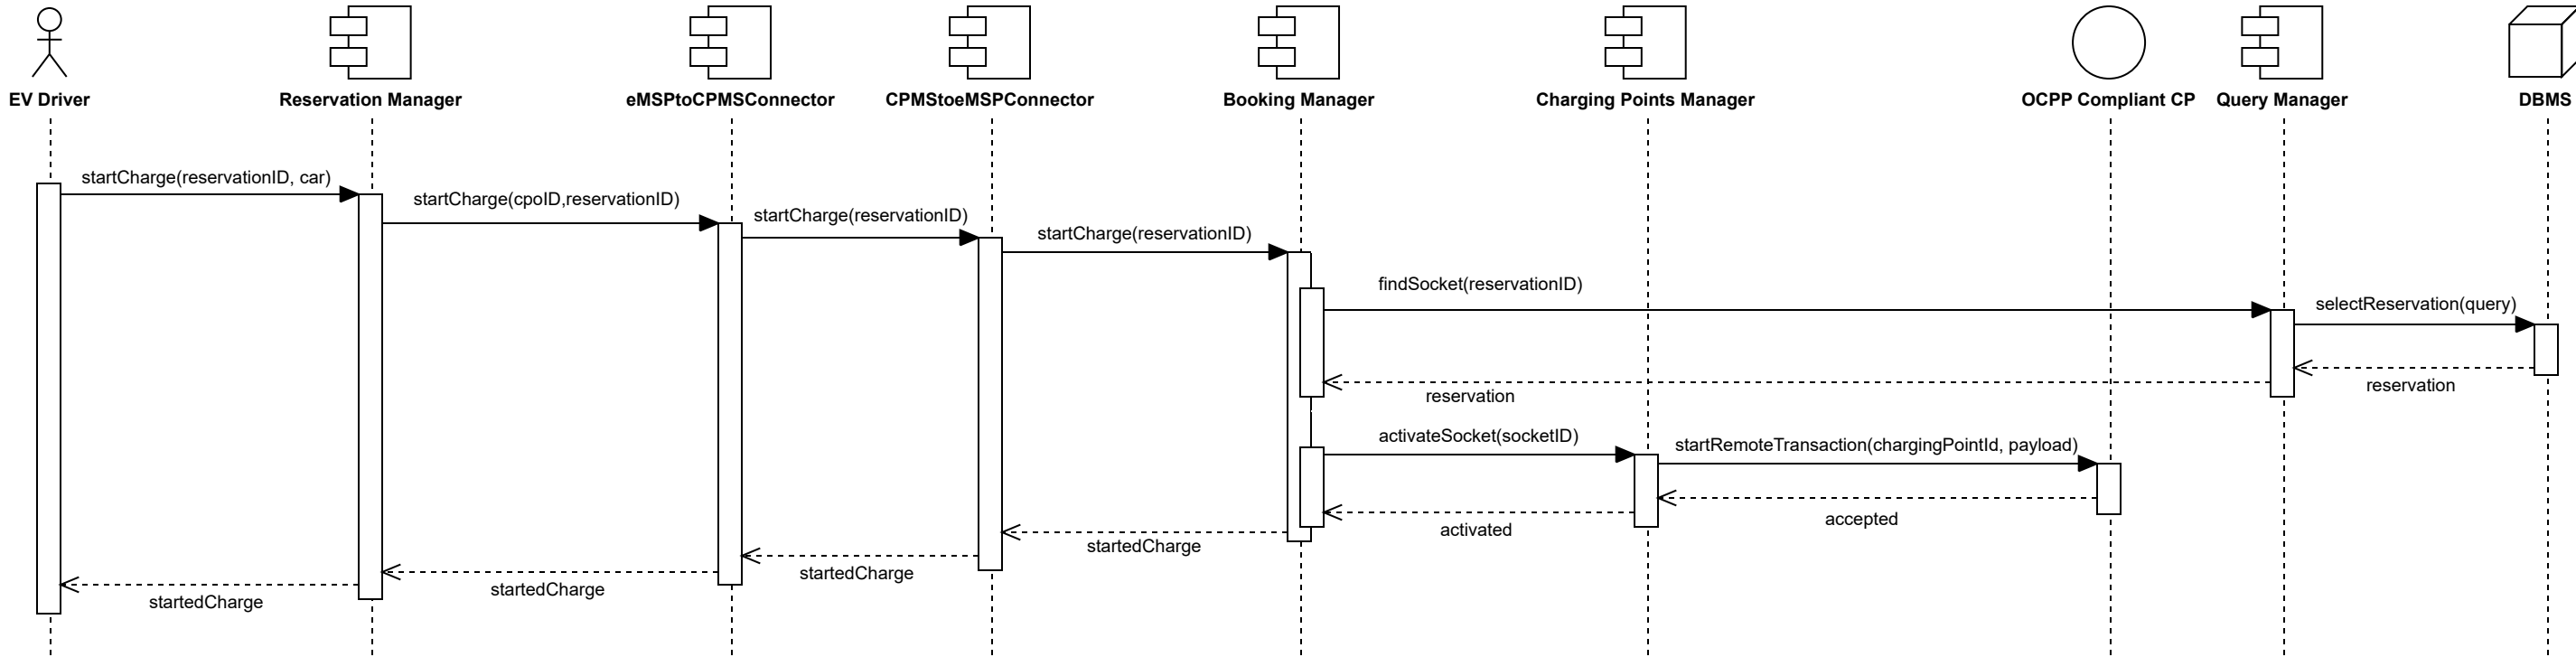 EV Driver
Reservation Manager
eMSPtoCPMSConnector
CPMStoeMSPConnector
Booking Manager
Charging Points Manager
OCPP Compliant CP
Query Manager
DBMS
startCharge(reservationID, car)
startCharge(cpoID,reservationID)
startCharge(reservationID)
startCharge(reservationID)
findSocket(reservationID)
selectReservation(query)
reservation
reservation
activateSocket(socketID)
startRemoteTransaction(chargingPointId, payload)
accepted
activated
startedCharge
startedCharge
startedCharge
startedCharge